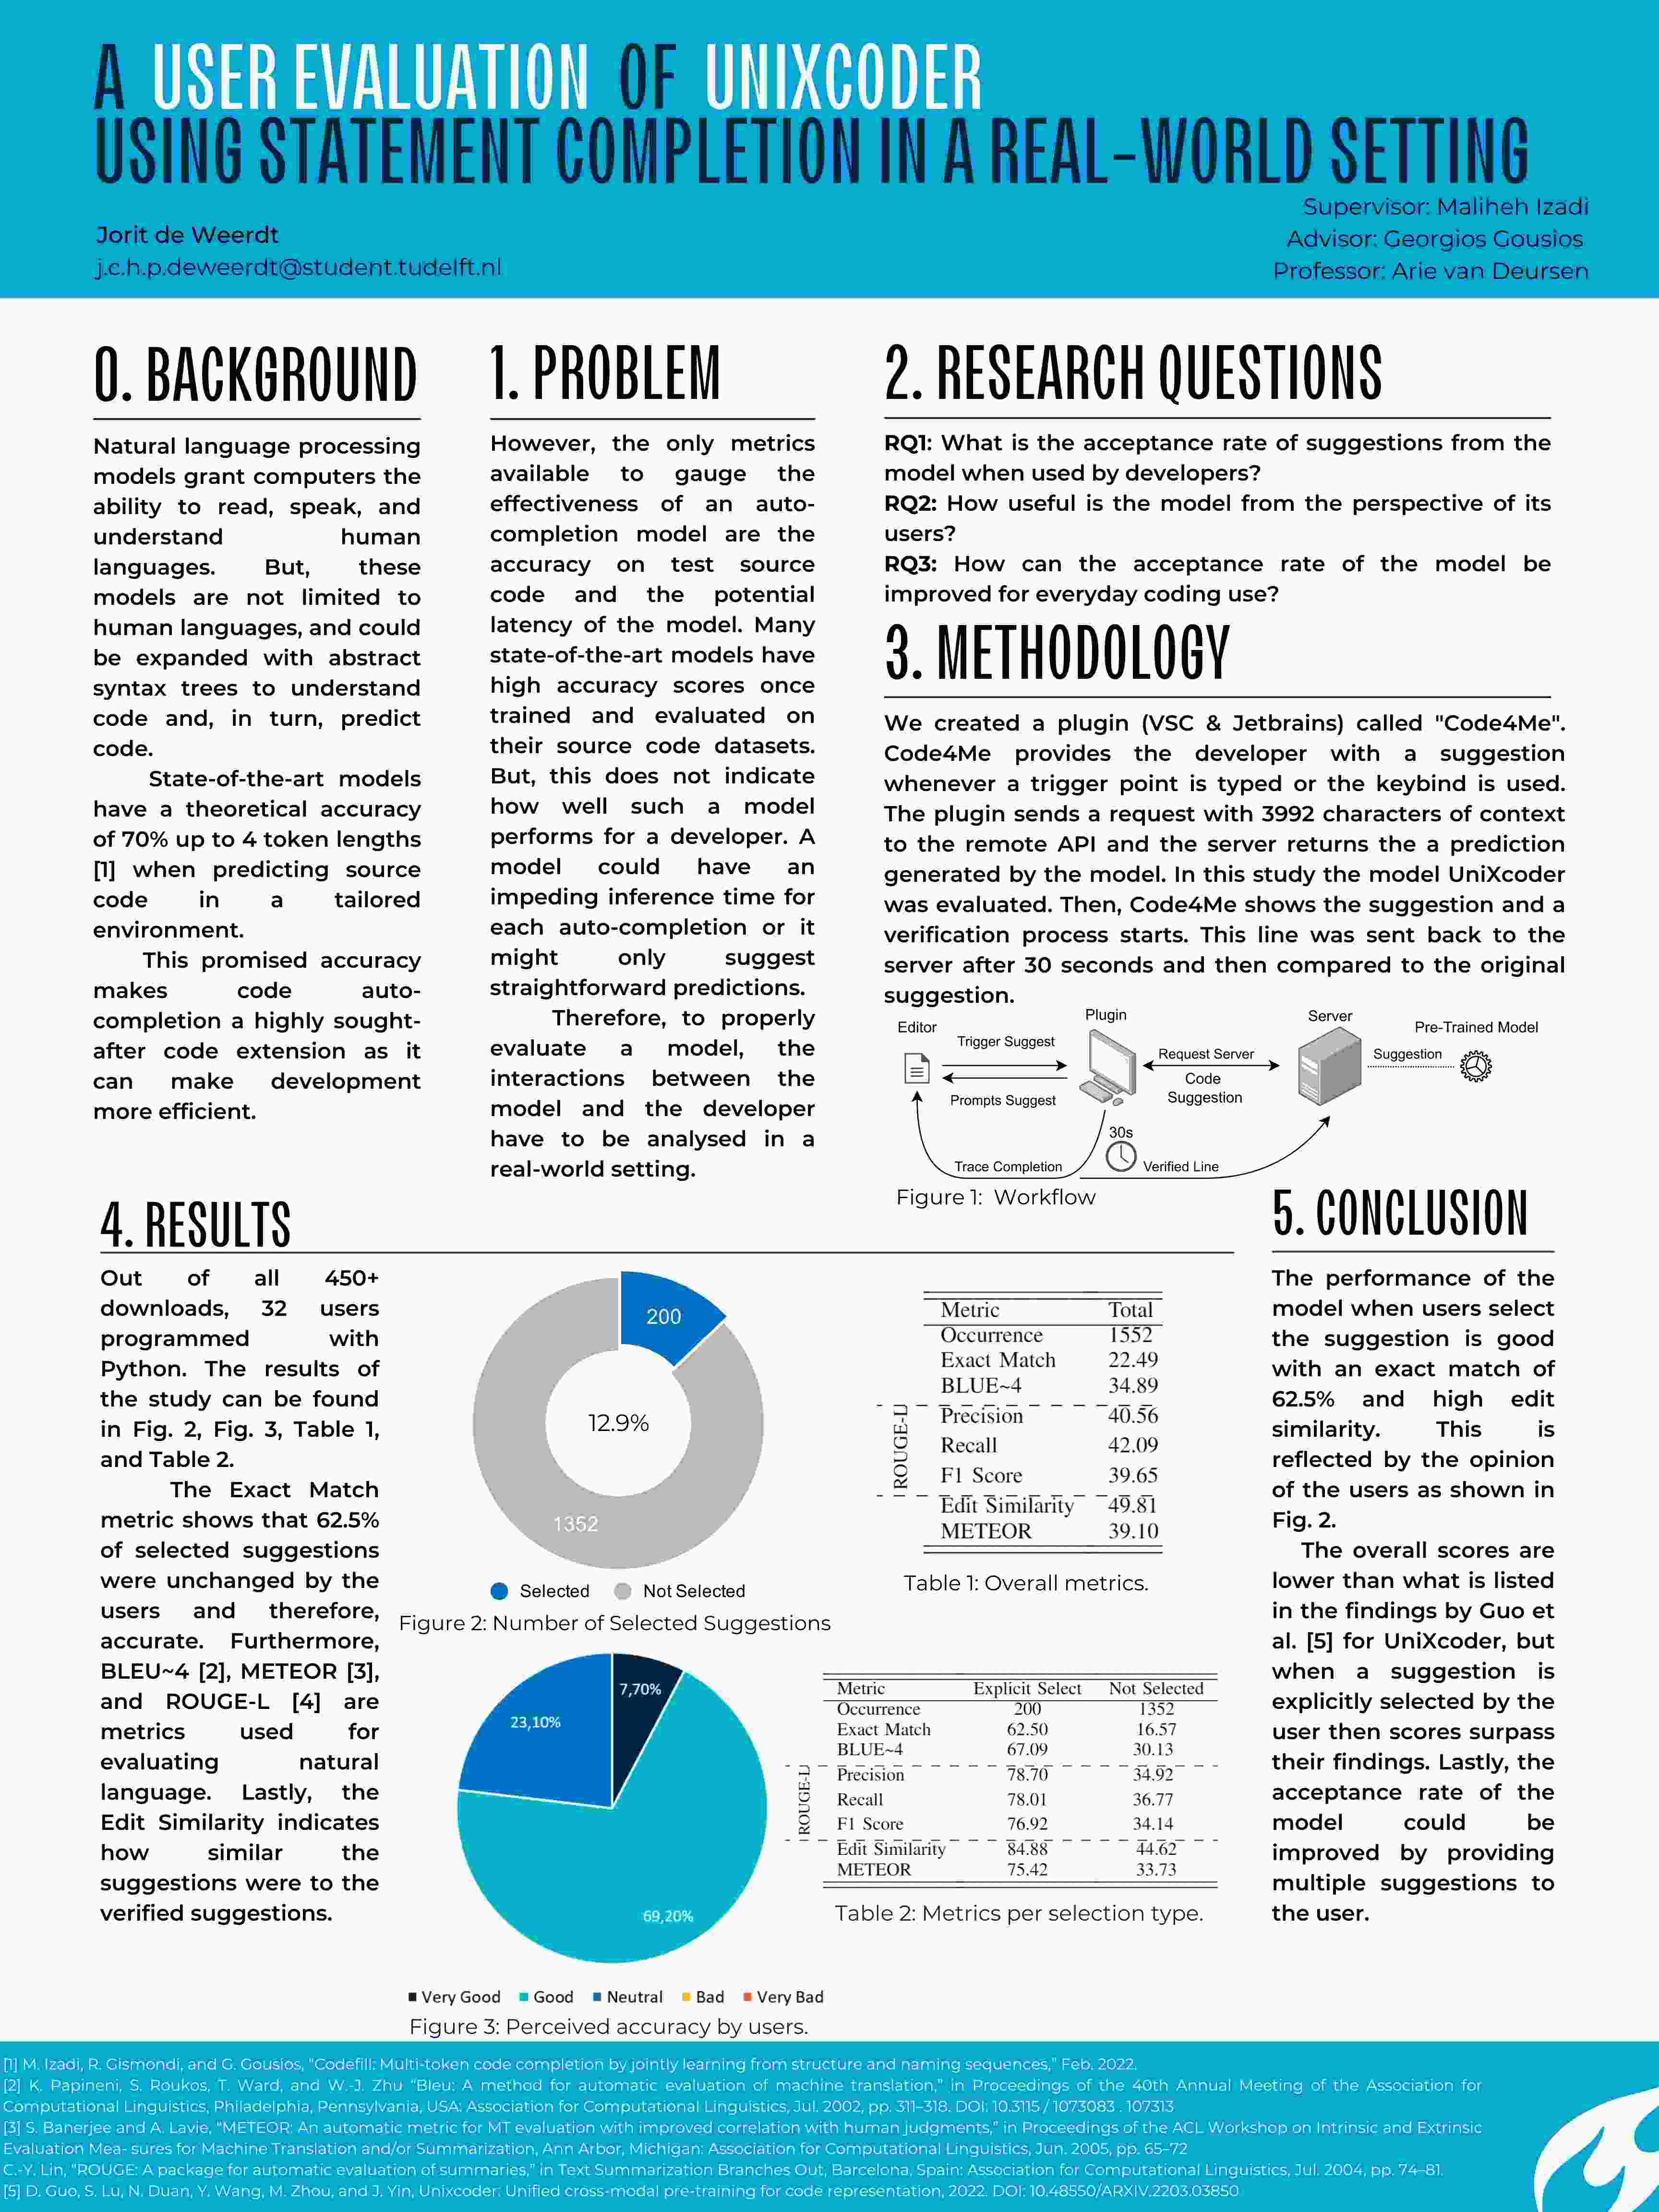 A USER EVALUATION OF UNIXCODER
USING STATEMENT COMPLETION IN A REAL-WORLD SETTING
Jorit de Weerdt
j.c.h.p.deweerdt@student.tudelft.nl
Supervisor: Maliheh Izadi
Advisor: Georgios Gousios
Professor: Arie van Deursen
0. BACKGROUND
Natural language processing
models grant computers the
ability to read, speak, and
understand human
languages. But, these
models are not limited to
human languages, and could
be expanded with abstract
syntax trees to understand
code and, in turn, predict
code.
State-of-the-art models
have a theoretical accuracy
of 70% up to 4 token lengths
[1] when predicting source
code in a tailored
environment.
This promised accuracy
makes code auto-
completion a highly sought-
after code extension as it
can make development
more efficient.
1. PROBLEM
However, the only metrics
available to gauge the
effectiveness of an auto-
completion model are the
accuracy on test source
code and the potential
latency of the model. Many
state-of-the-art models have
high accuracy scores once
trained and evaluated on
their source code datasets.
But, this does not indicate
how well such a model
performs for a developer. A
model could have an
impeding inference time for
each auto-completion or it
might only suggest
straightforward predictions.
Therefore, to properly
evaluate a model, the
interactions between the
model and the developer
have to be analysed in a
real-world setting.
2. RESEARCH QUESTIONS
RQ1: What is the acceptance rate of suggestions from the
model when used by developers?
RQ2: How useful is the model from the perspective of its
users?
RQ3: How can the acceptance rate of the model be
improved for everyday coding use?
3. METHODOLOGY
We created a plugin (VSC & Jetbrains) called "Code4Me".
Code4Me provides the developer with a suggestion
whenever a trigger point is typed or the keybind is used.
The plugin sends a request with 3992 characters of context
to the remote API and the server returns the a prediction
generated by the model. In this study the model UniXcoder
was evaluated. Then, Code4Me shows the suggestion and a
verification process starts. This line was sent back to the
server after 30 seconds and then compared to the original
suggestion.
Editor
Trigger Suggest
Prompts Suggest
Plugin
Request Server
Code
Suggestion
Server
Suggestion
Pre-Trained Model
30s
Trace Completion
Verified Line
Figure 1: Workflow
4. RESULTS
Out of all 450+
downloads, 32 users
programmed with
Python. The results of
the study can be found
in Fig. 2, Fig. 3, Table 1,
and Table 2.
The Exact Match
metric shows that 62.5%
of selected suggestions
were unchanged by the
users and therefore,
accurate. Furthermore,
BLEU~4 [2], METEOR [3],
and ROUGE-L [4] are
metrics used for
evaluating natural
language. Lastly, the
Edit Similarity indicates
how similar the
suggestions were to the
verified suggestions.
200
12.9%
1352
Selected Not Selected
Figure 2: Number of Selected Suggestions
7,70%
23,10%
69,20%
Very Good Good Neutral Bad Very Bad
Figure 3: Perceived accuracy by users.
Metric Total
Occurrence 1552
Exact Match 22.49
BLUE~4 34.89
ROUGE-L
Precision 40.56
Recall 42.09
F1 Score 39.65
Edit Similarity 49.81
METEOR 39.10
Table 1: Overall metrics.
Metric Explicit Select Not Selected
Occurrence 200 1352
Exact Match 62.50 16.57
BLUE~4 67.09 30.13
ROUGE-L
Precision 78.70 34.92
Recall 78.01 36.77
F1 Score 76.92 34.14
Edit Similarity 84.88 44.62
METEOR 75.42 33.73
Table 2: Metrics per selection type.
5. CONCLUSION
The performance of the
model when users select
the suggestion is good
with an exact match of
62.5% and high edit
similarity. This is
reflected by the opinion
of the users as shown in
Fig. 2.
The overall scores are
lower than what is listed
in the findings by Guo et
al. [5] for UniXcoder, but
when a suggestion is
explicitly selected by the
user then scores surpass
their findings. Lastly, the
acceptance rate of the
model could be
improved by providing
multiple suggestions to
the user.
[1] M. Izadi, R. Gismondi, and G. Gousios, "Codefill: Multi-token code completion by jointly learning from structure and naming sequences," Feb. 2022.
[2] K. Papineni, S. Roukos, T. Ward, and W.-J. Zhu "Bleu: A method for automatic evaluation of machine translation," in Proceedings of the 40th Annual Meeting of the Association for
Computational Linguistics, Philadelphia, Pennsylvania, USA: Association for Computational Linguistics, Jul. 2002, pp. 311–318. DOI: 10.3115 / 1073083 . 107313
[3] S. Banerjee and A. Lavie, "METEOR: An automatic metric for MT evaluation with improved correlation with human judgments," in Proceedings of the ACL Workshop on Intrinsic and Extrinsic
Evaluation Mea- sures for Machine Translation and/or Summarization, Ann Arbor, Michigan: Association for Computational Linguistics, Jun. 2005, pp. 65–72
C.-Y. Lin, "ROUGE: A package for automatic evaluation of summaries," in Text Summarization Branches Out, Barcelona, Spain: Association for Computational Linguistics, Jul. 2004, pp. 74–81.
[5] D. Guo, S. Lu, N. Duan, Y. Wang, M. Zhou, and J. Yin, Unixcoder: Unified cross-modal pre-training for code representation, 2022. DOI: 10.48550/ARXIV.2203.03850